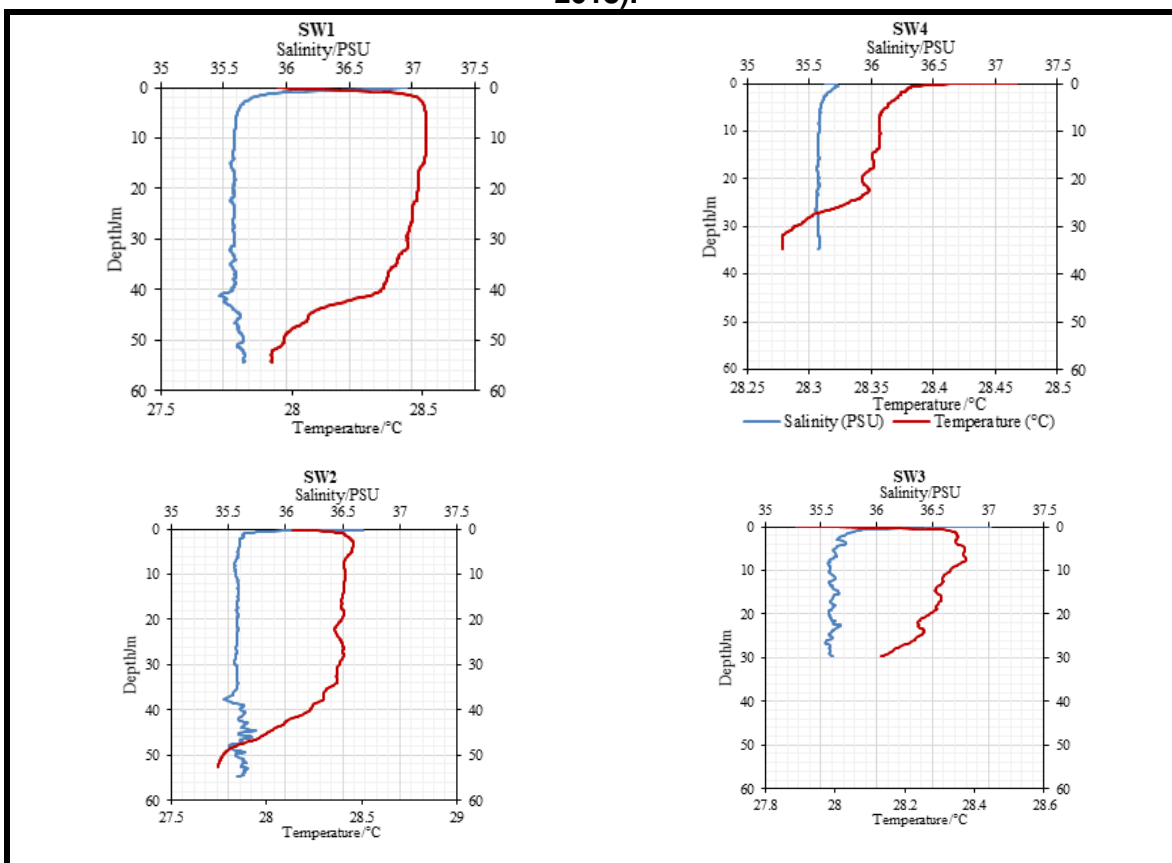 SW1
Salinity/PSU
35 35.5 36 36.5 37 37.5
0 0
10 10
20 20
30 30
40 40
50 50
60 60
Depth/m
27.5 28 28.5
Temperature/°C
SW4
Salinity/PSU
35 35.5 36 36.5 37 37.5
0 0
10 10
20 20
30 30
40 40
50 50
60 60
Depth/m
28.25 28.3 28.35 28.4 28.45 28.5
Temperature/°C
Salinity (PSU) Temperature (°C)
SW2
Salinity/PSU
35 35.5 36 36.5 37 37.5
0 0
10 10
20 20
30 30
40 40
50 50
60 60
Depth/m
27.5 28 28.5 29
Temperature/°C
SW3
Salinity/PSU
35 35.5 36 36.5 37 37.5
0 0
10 10
20 20
30 30
40 40
50 50
60 60
Depth/m
27.8 28 28.2 28.4 28.6
Temperature/°C